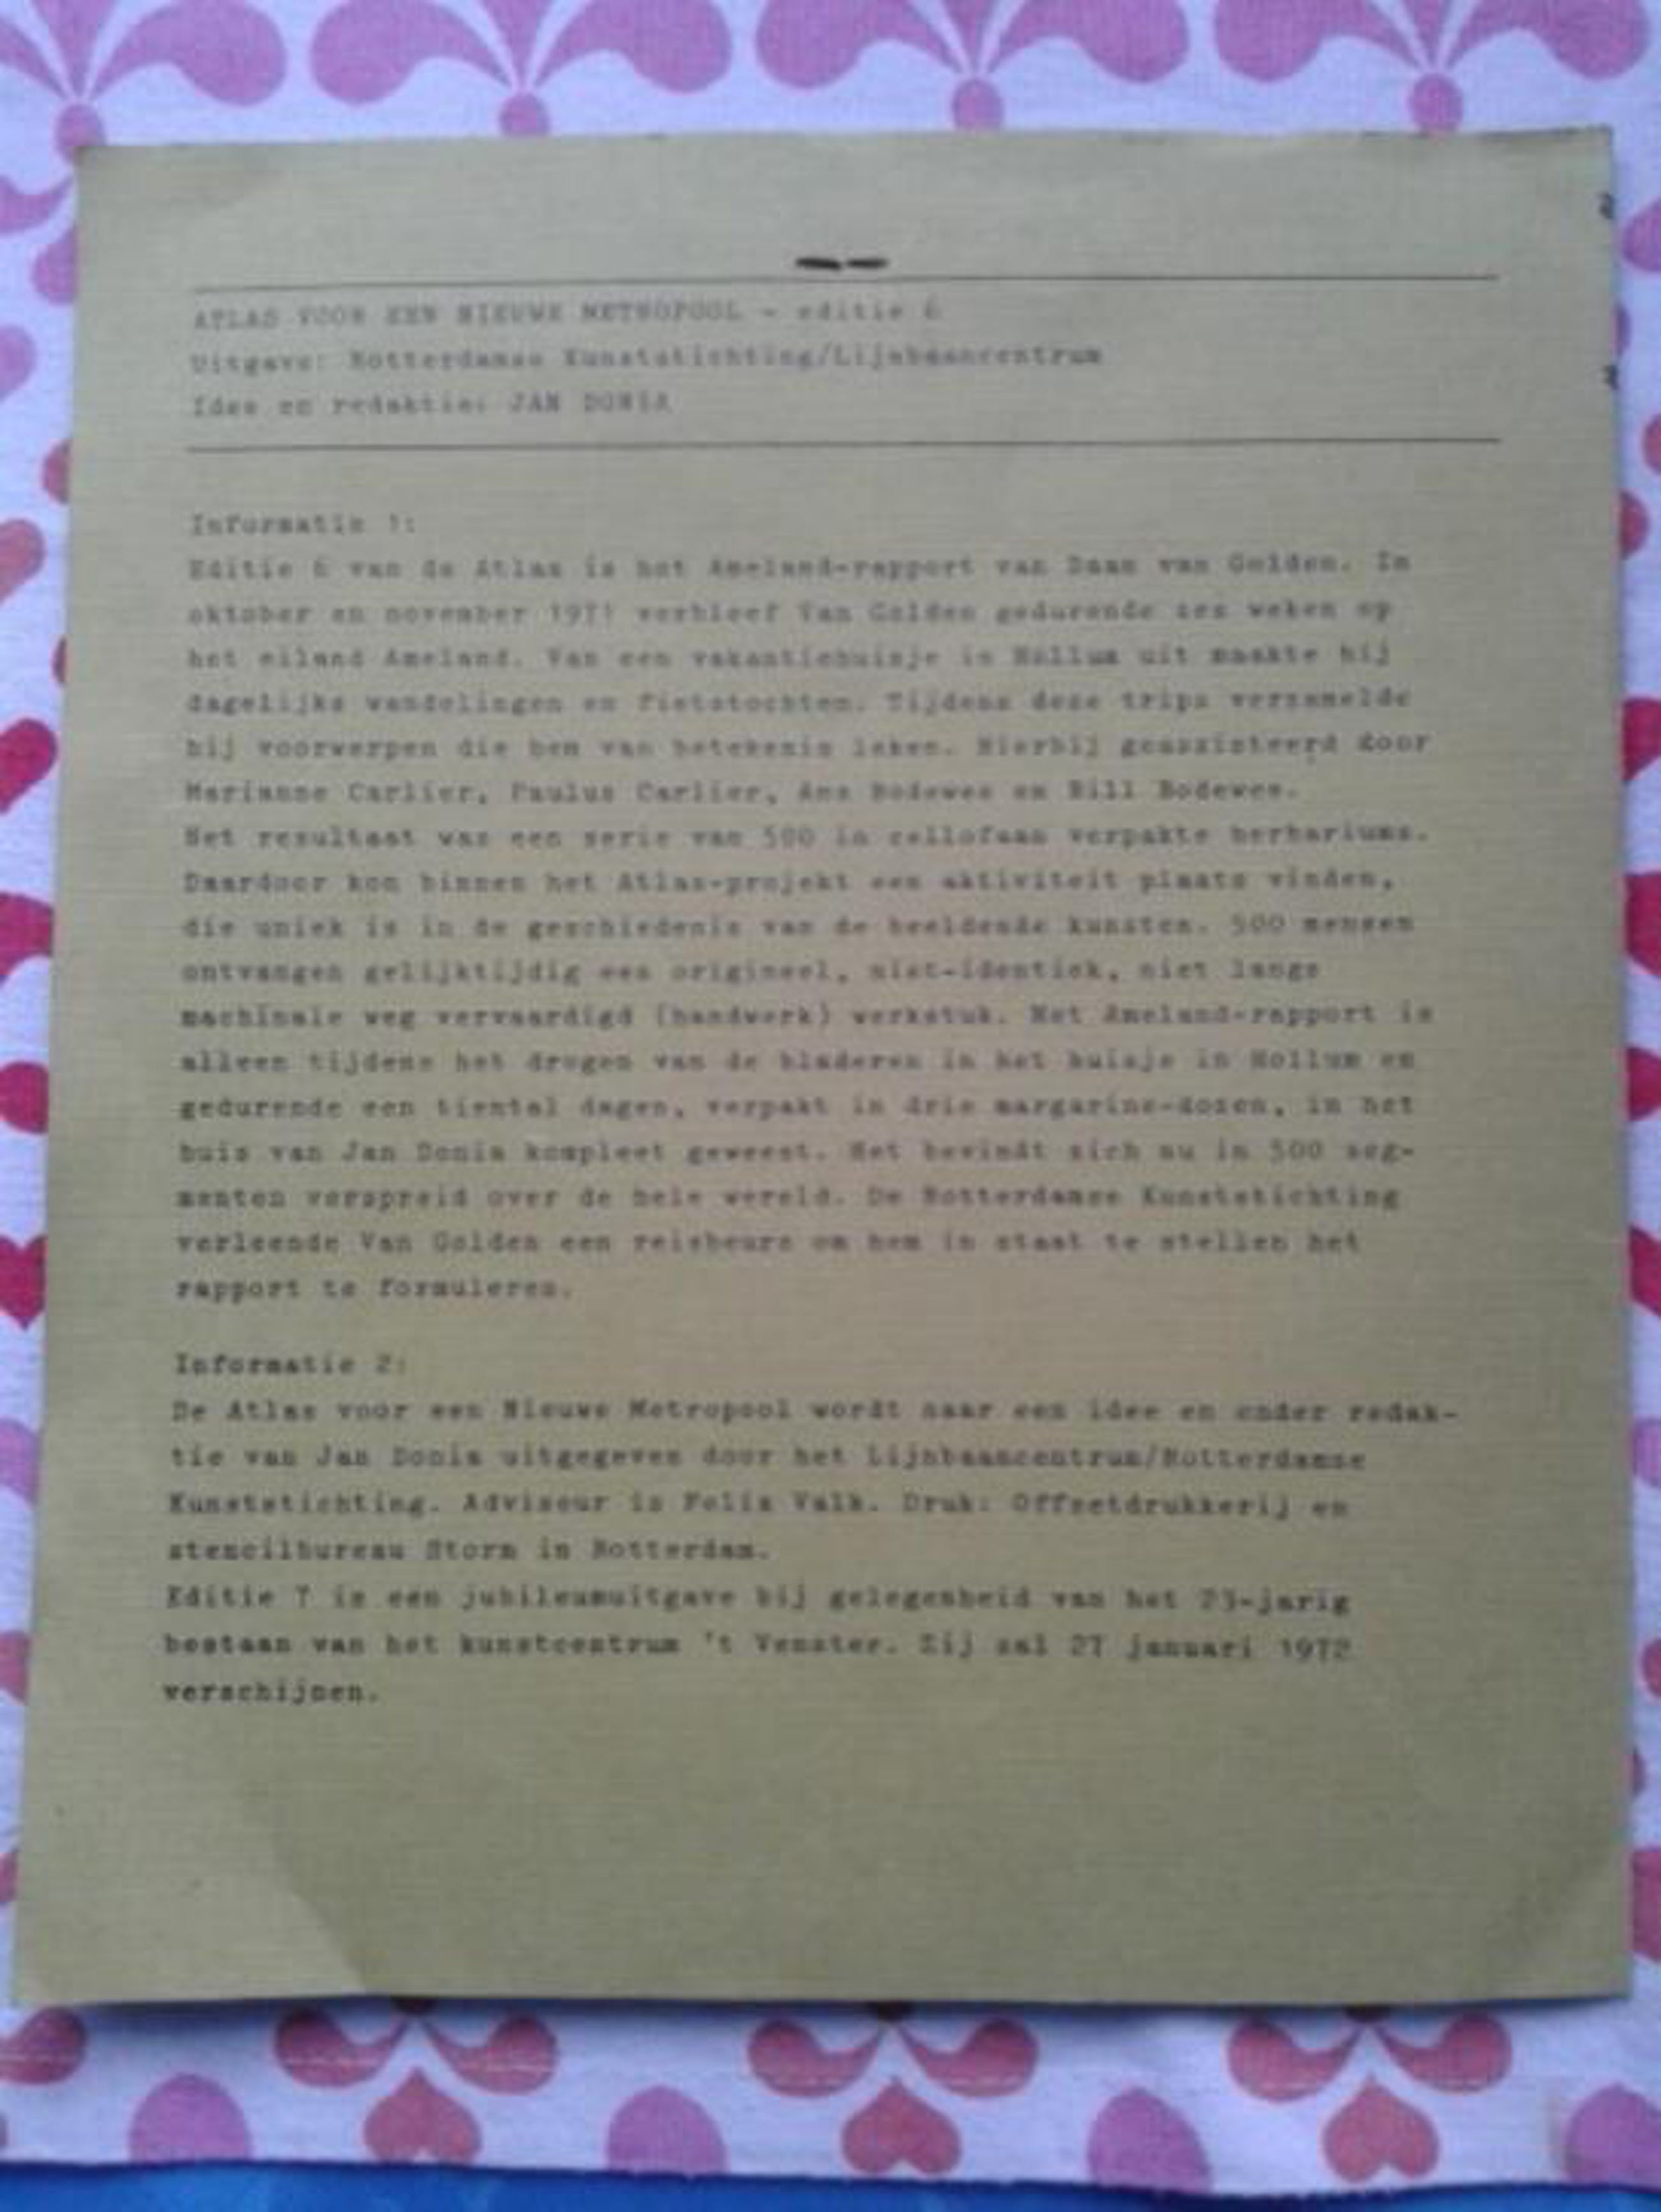 ATLAS VOOR EEN NIEUWE METROPOOL - editie 6
Uitgave: Rotterdamse Kunststichting/Lijnbaancentrum
Idee en redaktie: JAN DONIA
Informatie 1:
Editie 6 van de Atlas is het Ameland-rapport van Daan van Golden. In
oktober en november 1971 verbleef Van Golden gedurende zes weken op
het eiland Ameland. Van een vakantiehuisje in Hollum uit maakte hij
dagelijks wandelingen en fietstochten. Tijdens deze trips verzamelde
hij voorwerpen die hem van betekenis leken. Hierbij geassisteerd door
Marianne Carlier, Paulus Carlier, Ans Bodewes en Bill Bodewes.
Het resultaat was een serie van 500 in cellofaan verpakte herbariums.
Daardoor kon binnen het Atlas-projekt een aktiviteit plaats vinden,
die uniek is in de geschiedenis van de beeldende kunsten. 500 mensen
ontvangen gelijktijdig een origineel, niet-identiek, niet langs
machinale weg vervaardigd (handwerk) werkstuk. Het Ameland-rapport is
alleen tijdens het drogen van de bladeren in het huisje in Hollum en
gedurende een tiental dagen, verpakt in drie margarine-dozen, in het
huis van Jan Donia kompleet geweest. Het bevindt zich nu in 500 seg-
menten verspreid over de hele wereld. De Rotterdamse Kunststichting
verleende Van Golden een reisbeurs om hem in staat te stellen het
rapport te formuleren.
Informatie 2:
De Atlas voor een Nieuwe Metropool wordt naar een idee en onder redak-
tie van Jan Donia uitgegeven door het Lijnbaancentrum/Rotterdamse
Kunststichting. Adviseur is Felix Valk. Druk: Offsetdrukkerij en
stencilbureau Storm in Rotterdam.
Editie 7 is een jubileumuitgave bij gelegenheid van het 23-jarig
bestaan van het kunstcentrum 't Venster. Zij zal 27 januari 1972
verschijnen.